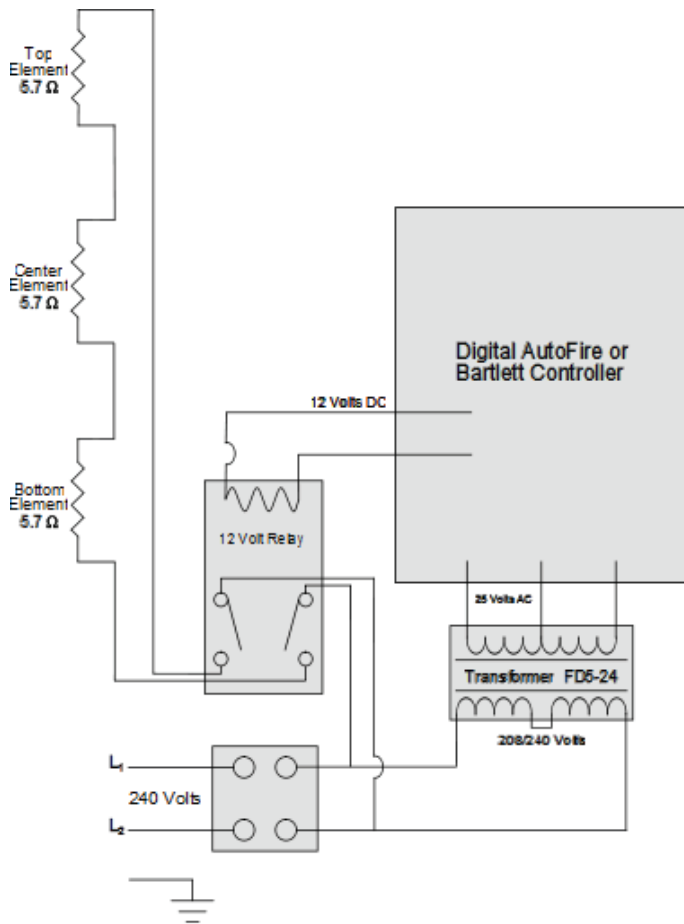 Top
Element
5.7 Ω
Center
Element
5.7 Ω
Digital AutoFire or
Bartlett Controller
12 Volts DC
Bottom
Element
5.7 Ω
12 Volt Relay
25 Volts AC
Transformer FD5-24
208/240 Volts
L₁
240 Volts
L₂